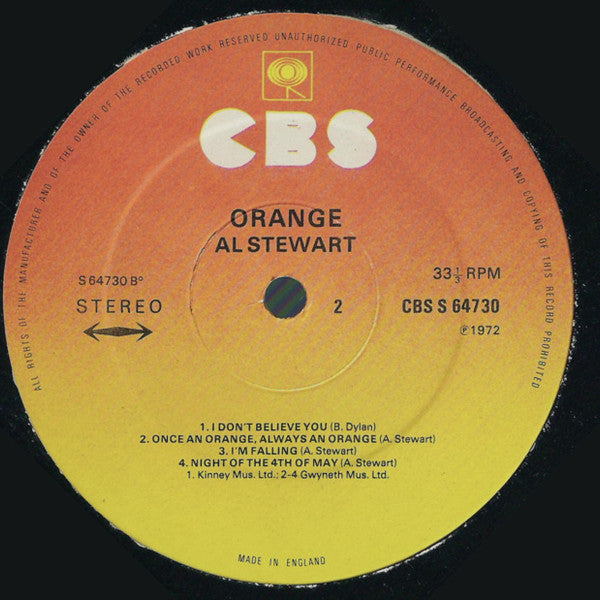 ALL RIGHTS OF THE MANUFACTURER AND OF THE OWNER OF THE RECORDED WORK RESERVED UNAUTHORIZED PUBLIC PERFORMANCE BROADCASTING AND COPYING OF THIS RECORD PROHIBITED
CBS
ORANGE
AL STEWART
S 64730 B°
STEREO
2
33⅓ RPM
CBS S 64730
℗ 1972
1. I DON'T BELIEVE YOU (B. Dylan)
2. ONCE AN ORANGE, ALWAYS AN ORANGE (A. Stewart)
3. I'M FALLING (A. Stewart)
4. NIGHT OF THE 4TH OF MAY (A. Stewart)
1. Kinney Mus. Ltd.; 2-4 Gwyneth Mus. Ltd.
MADE IN ENGLAND